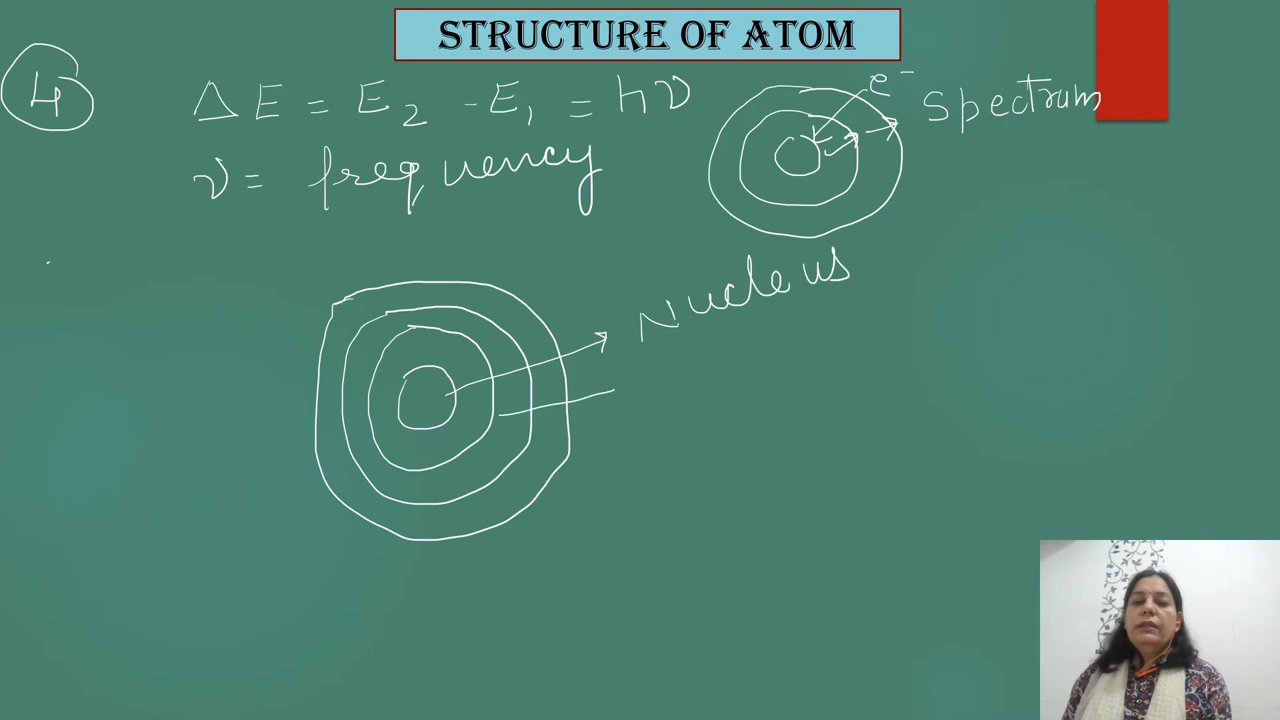 STRUCTURE OF ATOM
4
ΔE = E₂ - E₁ = hν
e⁻
spectrum
ν = frequency
Nucleus